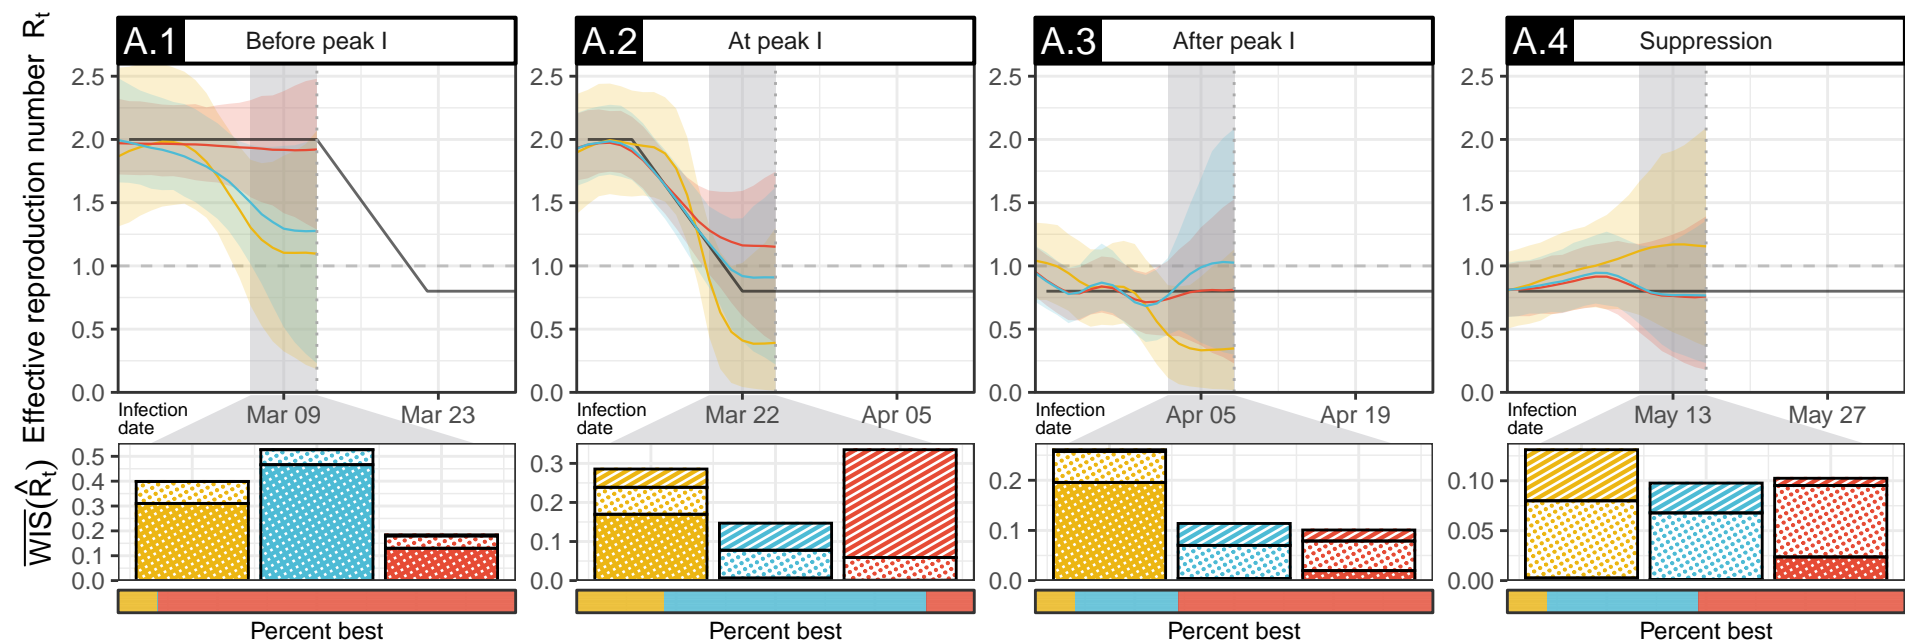 A.1 Before peak I
A.2 At peak I
A.3 After peak I
A.4 Suppression
Effective reproduction number Rt
2.5
2.0
1.5
1.0
0.5
0.0
2.5
2.0
1.5
1.0
0.5
0.0
2.5
2.0
1.5
1.0
0.5
0.0
2.5
2.0
1.5
1.0
0.5
0.0
Infection
date
Mar 09 Mar 23
Infection
date
Mar 22 Apr 05
Infection
date
Apr 05 Apr 19
Infection
date
May 13 May 27
WIS(R̂t)
0.5
0.4
0.3
0.2
0.1
0.0
0.3
0.2
0.1
0.0
0.2
0.1
0.0
0.10
0.05
0.00
Percent best
Percent best
Percent best
Percent best